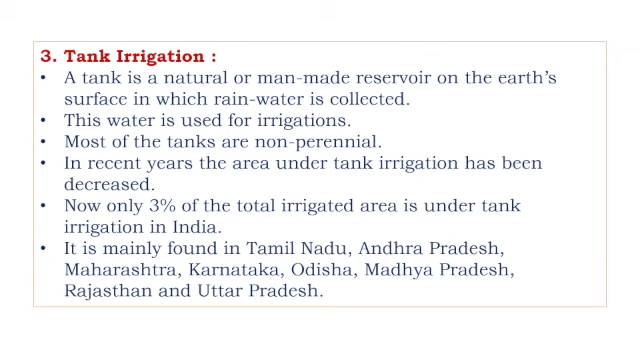 3. Tank Irrigation :
• A tank is a natural or man-made reservoir on the earth's
surface in which rain-water is collected.
• This water is used for irrigations.
• Most of the tanks are non-perennial.
• In recent years the area under tank irrigation has been
decreased.
• Now only 3% of the total irrigated area is under tank
irrigation in India.
• It is mainly found in Tamil Nadu, Andhra Pradesh,
Maharashtra, Karnataka, Odisha, Madhya Pradesh,
Rajasthan and Uttar Pradesh.